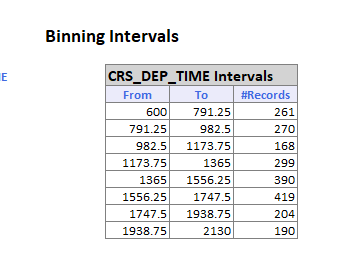 Binning Intervals
CRS_DEP_TIME Intervals
From To #Records
600 791.25 261
791.25 982.5 270
982.5 1173.75 168
1173.75 1365 299
1365 1556.25 390
1556.25 1747.5 419
1747.5 1938.75 204
1938.75 2130 190